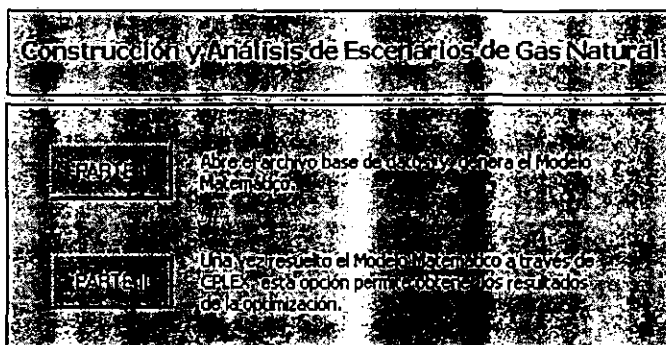 Construcción y Análisis de Escenarios de Gas Natural
PARTE I
Abre el archivo base de datos y genera el Modelo
Matemático.
PARTE II
Una vez resuelto el Modelo Matemático a través de
CPLEX, esta opción permite obtener los resultados
de la optimización.